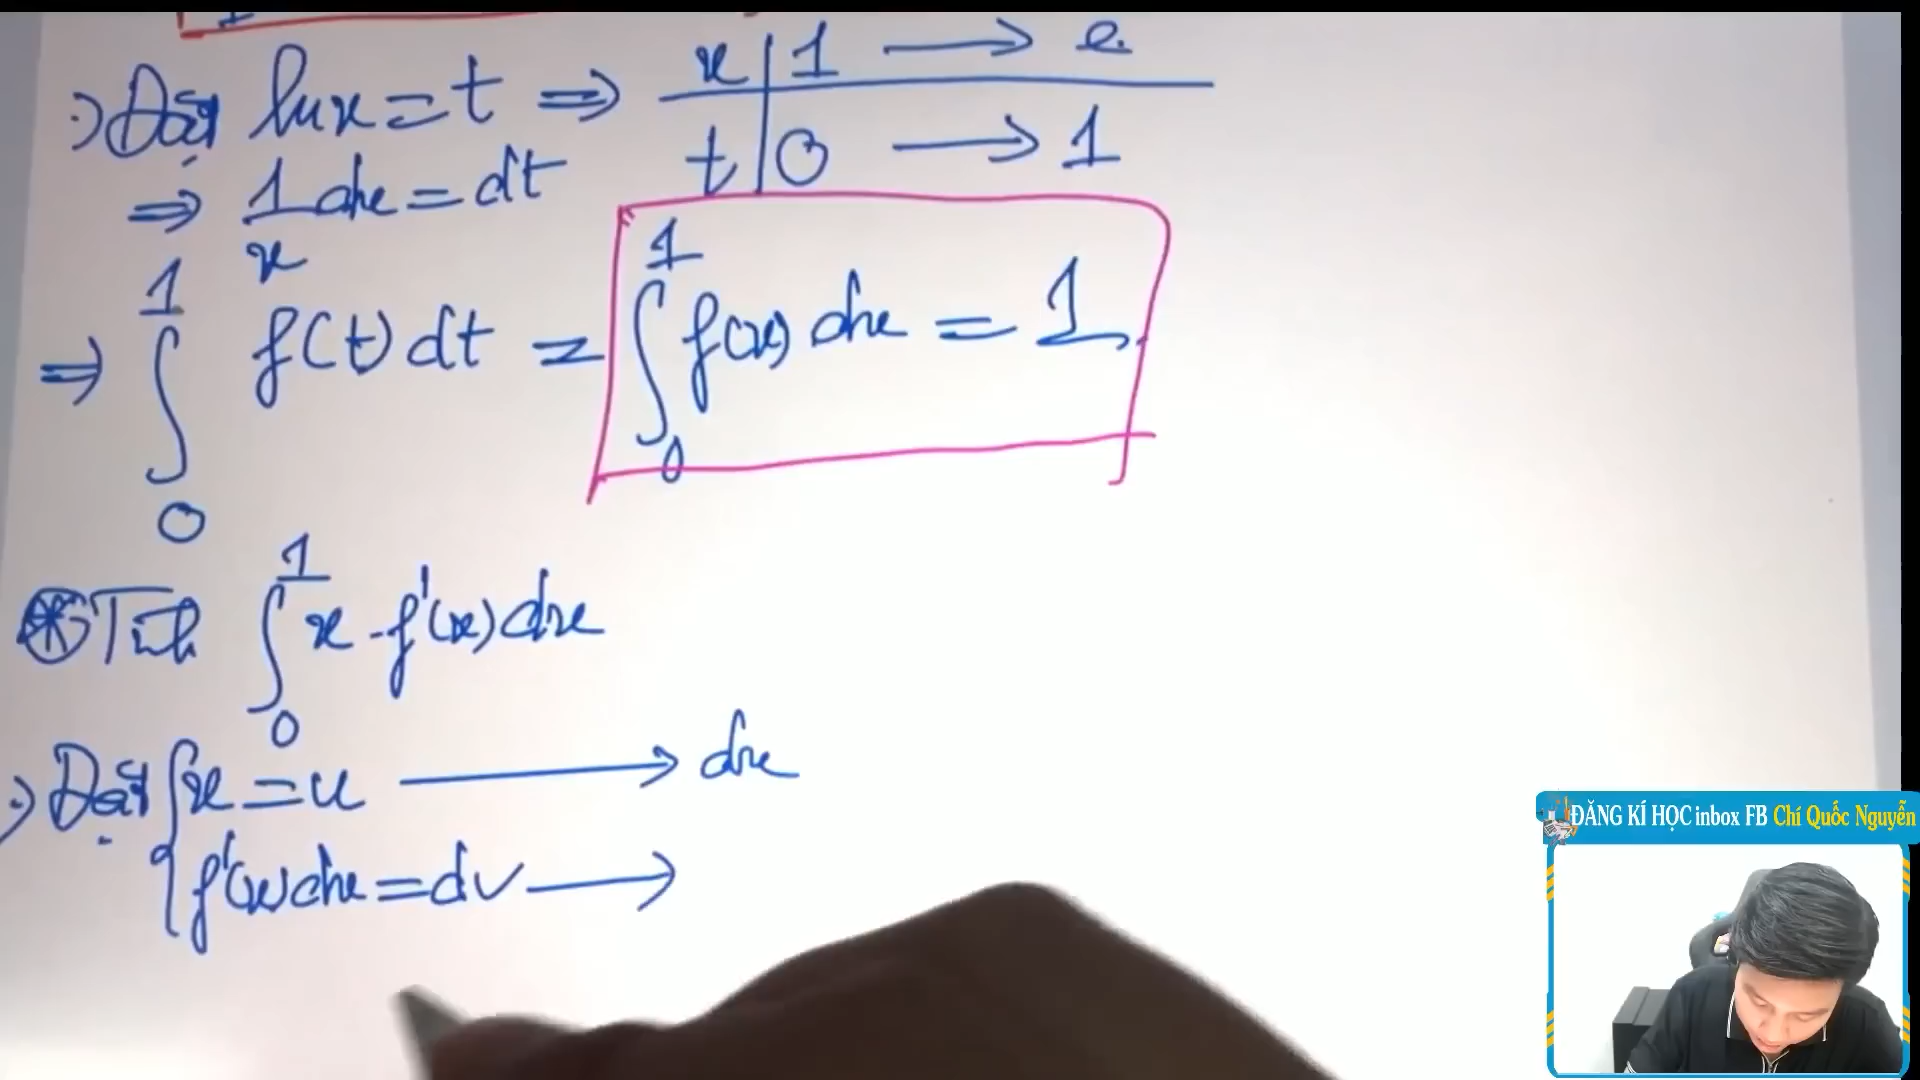 Đặt lnx = t ⇒ x | 1 → e
t | 0 → 1
⇒ 1/x dx = dt
⇒ ∫₀¹ f(t) dt = ∫₀¹ f(x) dx = 1
⊛ Tính ∫₀¹ x.f'(x) dx
Đặt { x = u → dx
f'(x) dx = dv →
ĐĂNG KÍ HỌC inbox FB Chí Quốc Nguyễn